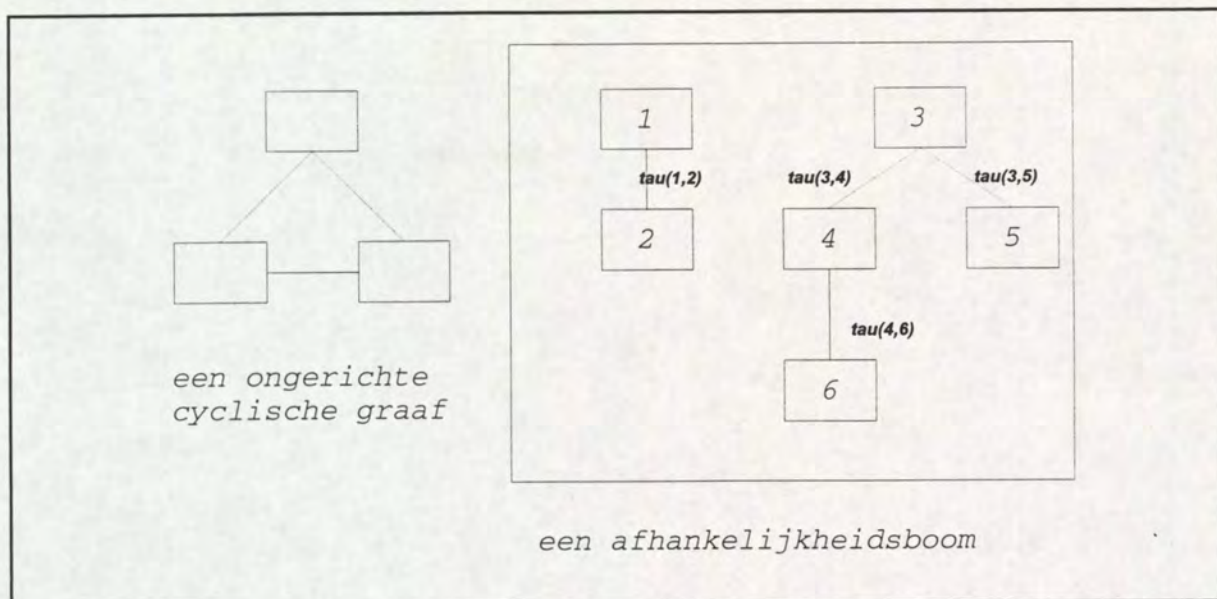 een ongerichte
cyclische graaf
1
3
tau(1,2)
tau(3,4)
tau(3,5)
2
4
5
tau(4,6)
6
een afhankelijkheidsboom